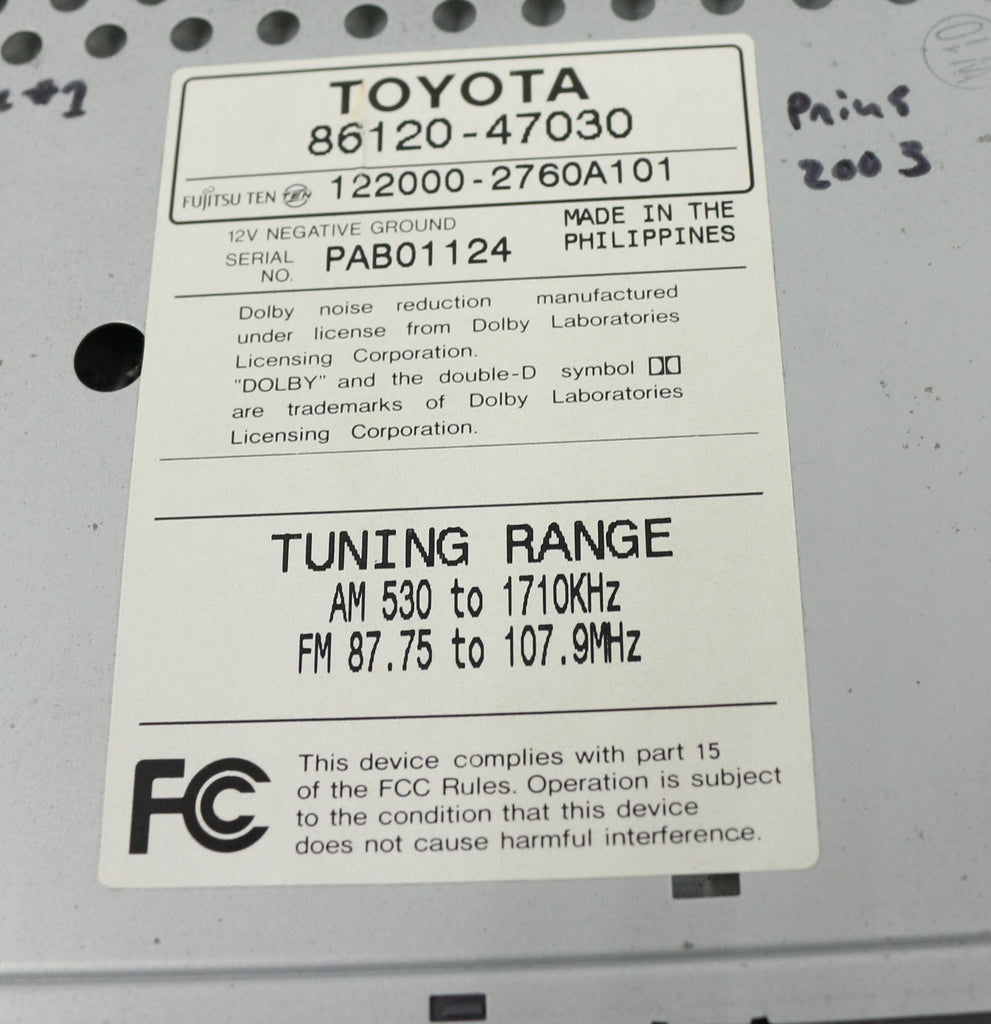 #1
TOYOTA
86120-47030
FUJITSU TEN TEN 122000-2760A101
12V NEGATIVE GROUND
SERIAL NO. PAB01124
MADE IN THE
PHILIPPINES
Dolby noise reduction manufactured
under license from Dolby Laboratories
Licensing Corporation.
"DOLBY" and the double-D symbol
are trademarks of Dolby Laboratories
Licensing Corporation.
TUNING RANGE
AM 530 to 1710KHz
FM 87.75 to 107.9MHz
FC
This device complies with part 15
of the FCC Rules. Operation is subject
to the condition that this device
does not cause harmful interference.
Prius
2003